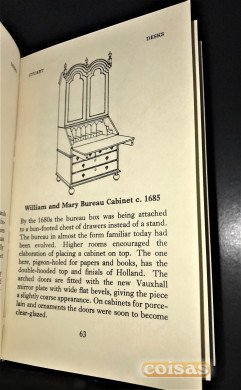 STUART DESKS
William and Mary Bureau Cabinet c. 1685
By the 1680s the bureau box was being attached
to a bun-footed chest of drawers instead of a stand.
The bureau in almost the form familiar today had
been evolved. Higher rooms encouraged the
elaboration of placing a cabinet on top. The one
here, pigeon-holed for papers and books, has the
double-hooded top and finials of Holland. The
arched doors are fitted with the new Vauxhall
mirror plate with wide flat bevels, giving the piece
a slightly coarse appearance. On cabinets for porce-
lain and ornaments the doors were soon to become
clear-glazed.
63
coisas